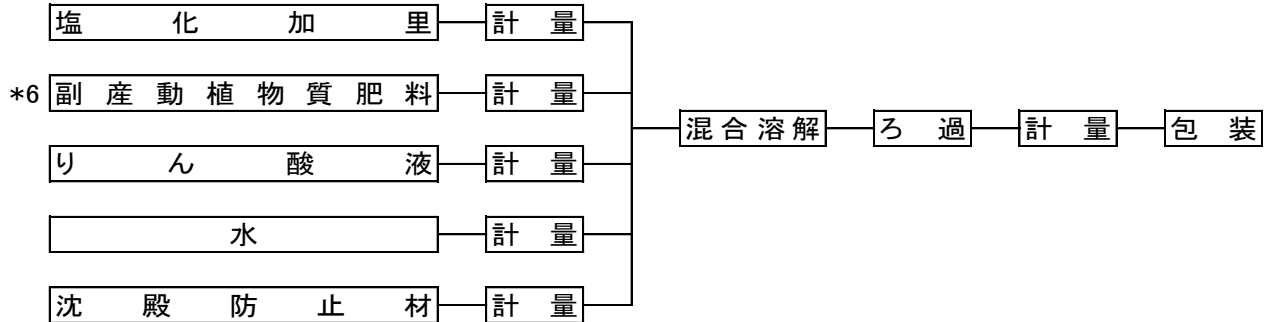 塩化加里 計量
*6 副産動植物質肥料 計量
混合溶解 ろ過 計量 包装
りん酸液 計量
水 計量
沈殿防止材 計量